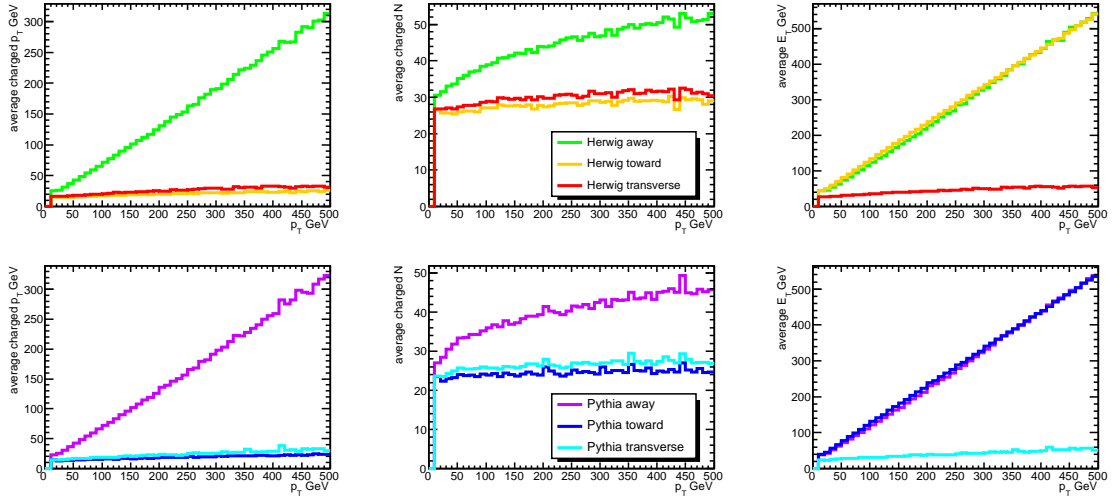 average charged p_T GeV
300
250
200
150
100
50
0
0 50 100 150 200 250 300 350 400 450 500
p_T GeV
average charged N
50
40
30
20
10
0
Herwig away
Herwig toward
Herwig transverse
0 50 100 150 200 250 300 350 400 450 500
p_T GeV
average E_T GeV
500
400
300
200
100
0
0 50 100 150 200 250 300 350 400 450 500
p_T GeV
average charged p_T GeV
300
250
200
150
100
50
0
0 50 100 150 200 250 300 350 400 450 500
p_T GeV
average charged N
50
40
30
20
10
0
Pythia away
Pythia toward
Pythia transverse
0 50 100 150 200 250 300 350 400 450 500
p_T GeV
average E_T GeV
500
400
300
200
100
0
0 50 100 150 200 250 300 350 400 450 500
p_T GeV